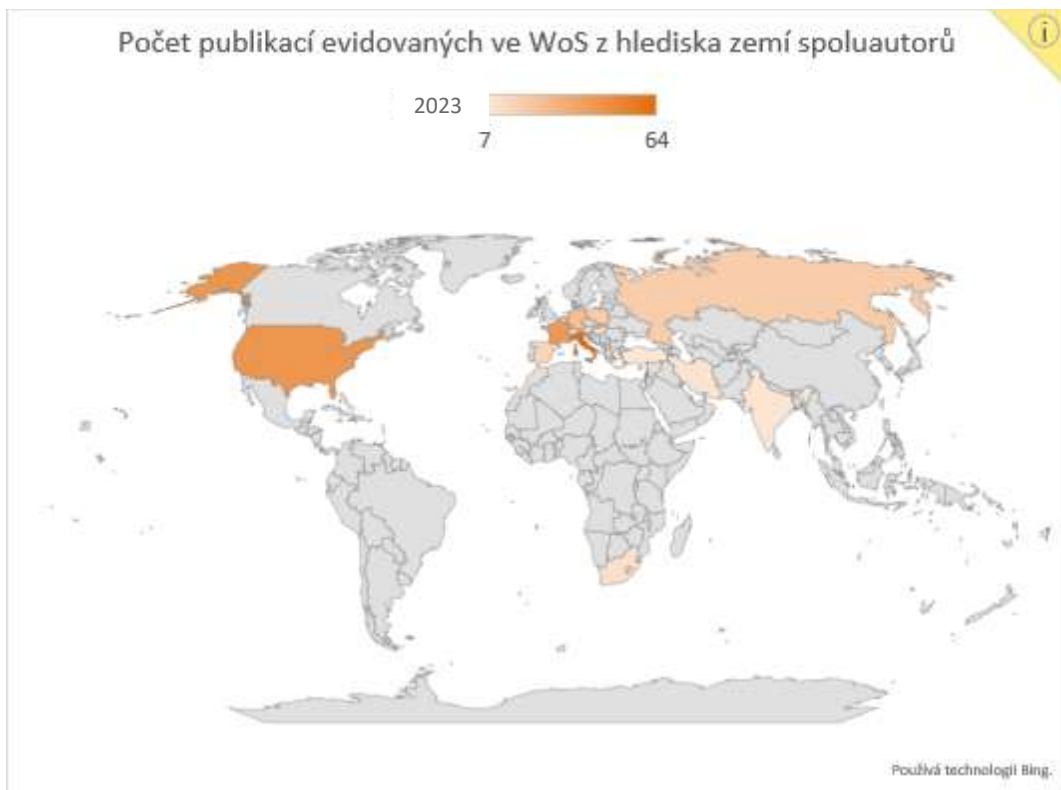 Počet publikací evidovaných ve WoS z hlediska zemí spoluautorů
2023
7 64
Používá technologii Bing.